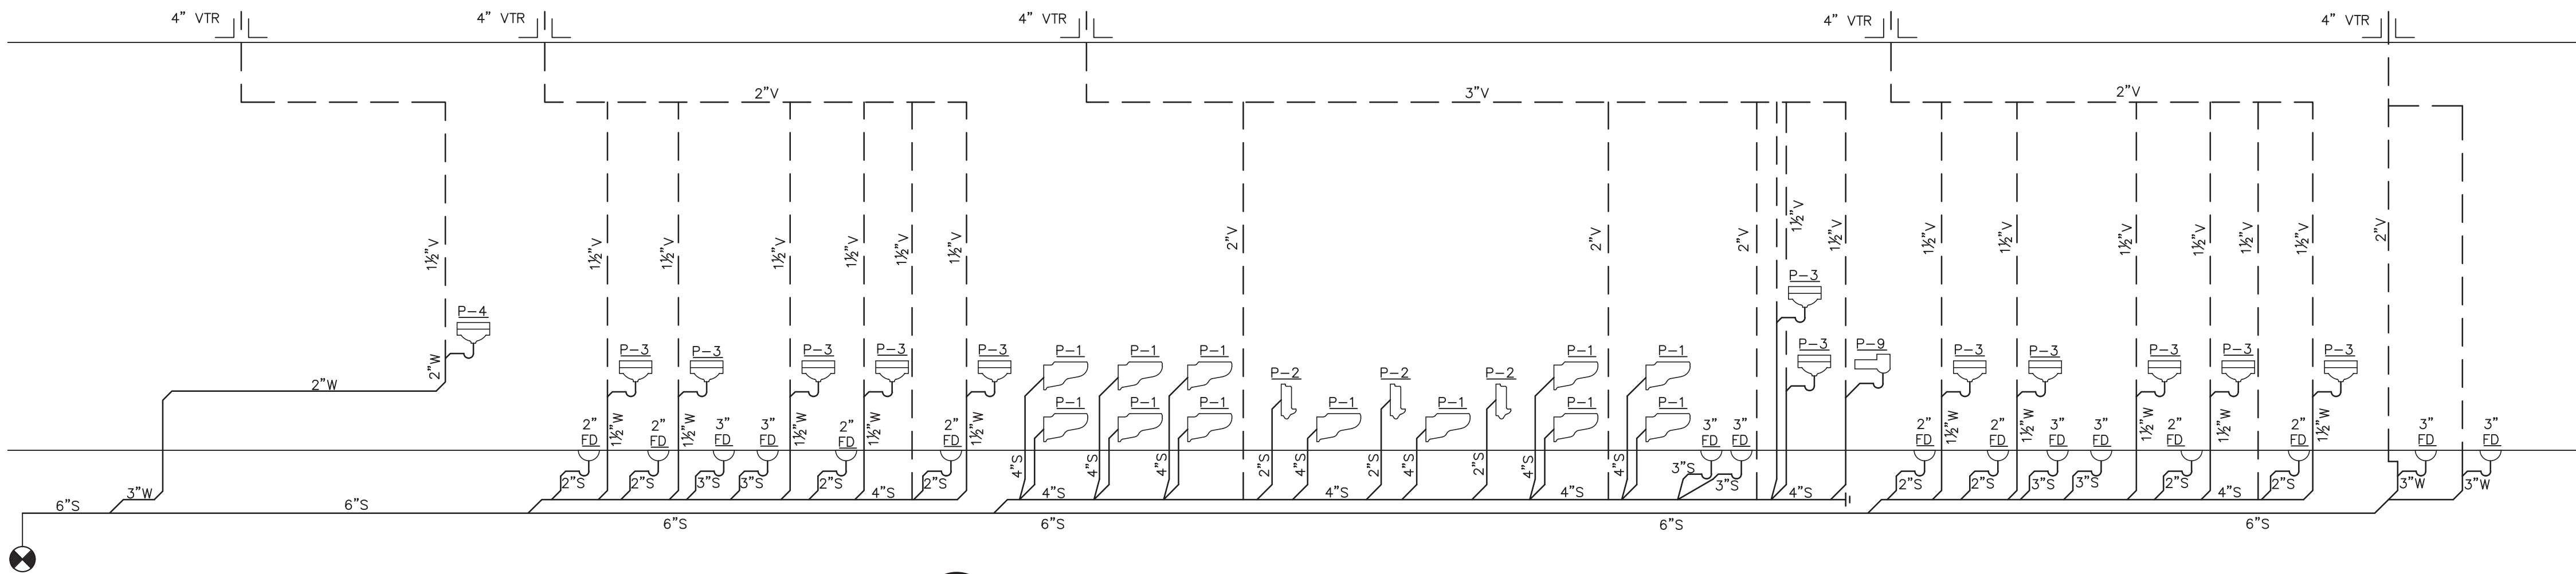 4" VTR 4" VTR 4" VTR 4" VTR 4" VTR
2"V 3"V 2"V
1½"V 1½"V 1½"V 1½"V 1½"V 1½"V 1½"V 2"V 2"V 2"V 1½"V 1½"V 1½"V 1½"V 1½"V 1½"V 1½"V 1½"V 2"V
P-3
P-4
P-3 P-3 P-3 P-3 P-3 P-1 P-1 P-1 P-1 P-1 P-3 P-9 P-3 P-3 P-3 P-3 P-3
2"W
P-2 P-2 P-2
2"W
P-1 P-1 P-1 P-1 P-1 P-1 P-1
2" 2" 3" 3" 2" 2" 3" 3" 2" 2" 3" 3" 2" 2" 3" 3"
FD FD FD FD FD FD FD FD FD FD FD FD FD FD FD FD
1½"W 1½"W 1½"W 1½"W 1½"W 1½"W 1½"W 1½"W 1½"W 1½"W
4"S 4"S 4"S 2"S 4"S 2"S 4"S 2"S 4"S 4"S 3"S
2"S 2"S 3"S 3"S 2"S 2"S 3"S 2"S 2"S 3"S 3"S 2"S 2"S 3"W 3"W
3"W 4"S 4"S 4"S 4"S 4"S 4"S
6"S 6"S
6"S 6"S 6"S 6"S